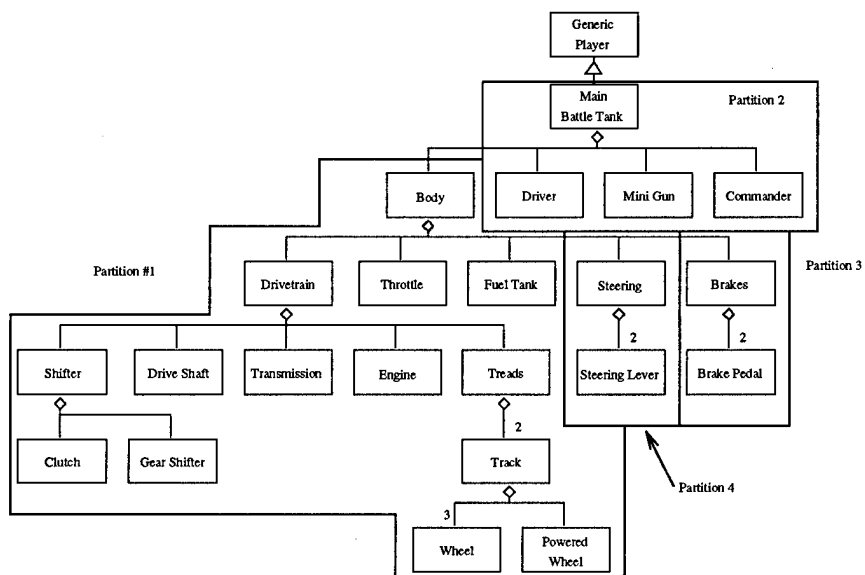 Generic
Player
Main
Battle Tank
Partition 2
Body
Driver
Mini Gun
Commander
Partition #1
Partition 3
Drivetrain
Throttle
Fuel Tank
Steering
Brakes
2
2
Shifter
Drive Shaft
Transmission
Engine
Treads
Steering Lever
Brake Pedal
2
Clutch
Gear Shifter
Track
Partition 4
3
Wheel
Powered
Wheel